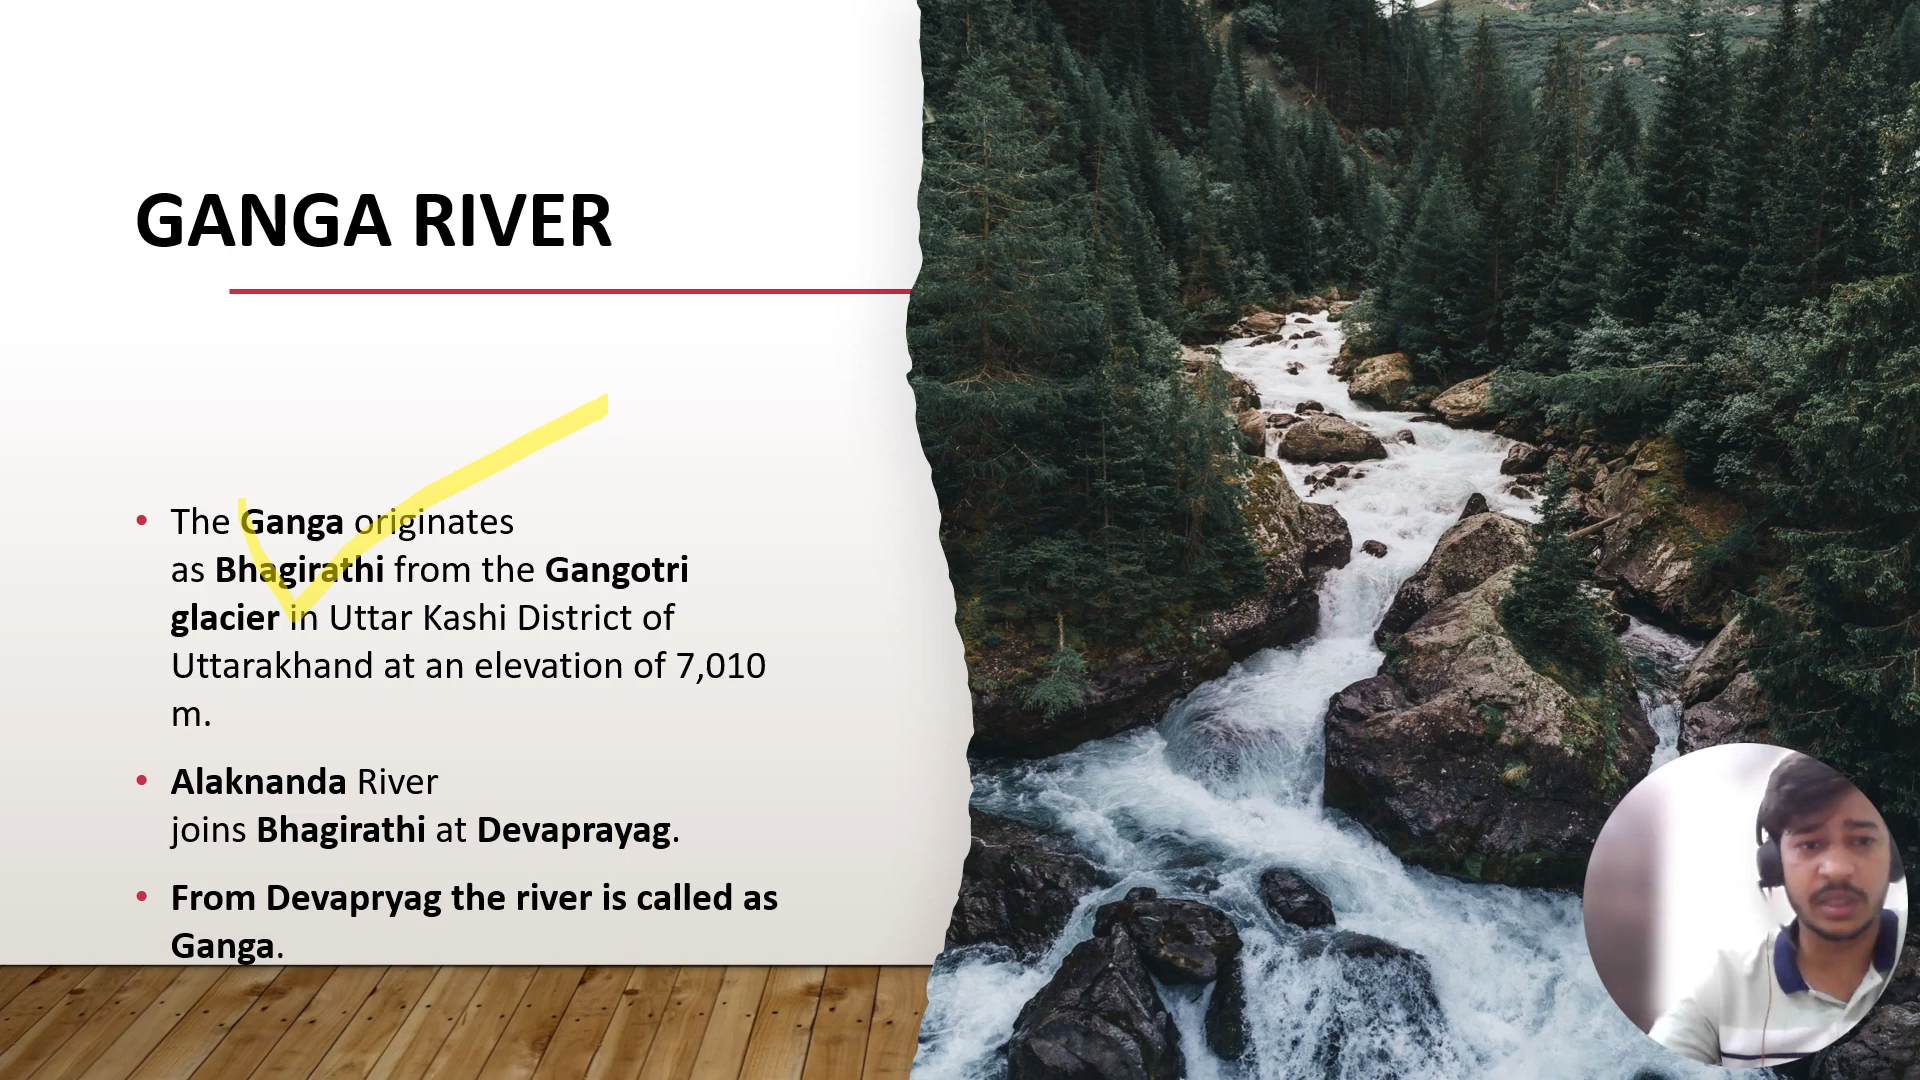 GANGA RIVER
• The Ganga originates
as Bhagirathi from the Gangotri
glacier in Uttar Kashi District of
Uttarakhand at an elevation of 7,010
m.
• Alaknanda River
joins Bhagirathi at Devaprayag.
• From Devapryag the river is called as
Ganga.